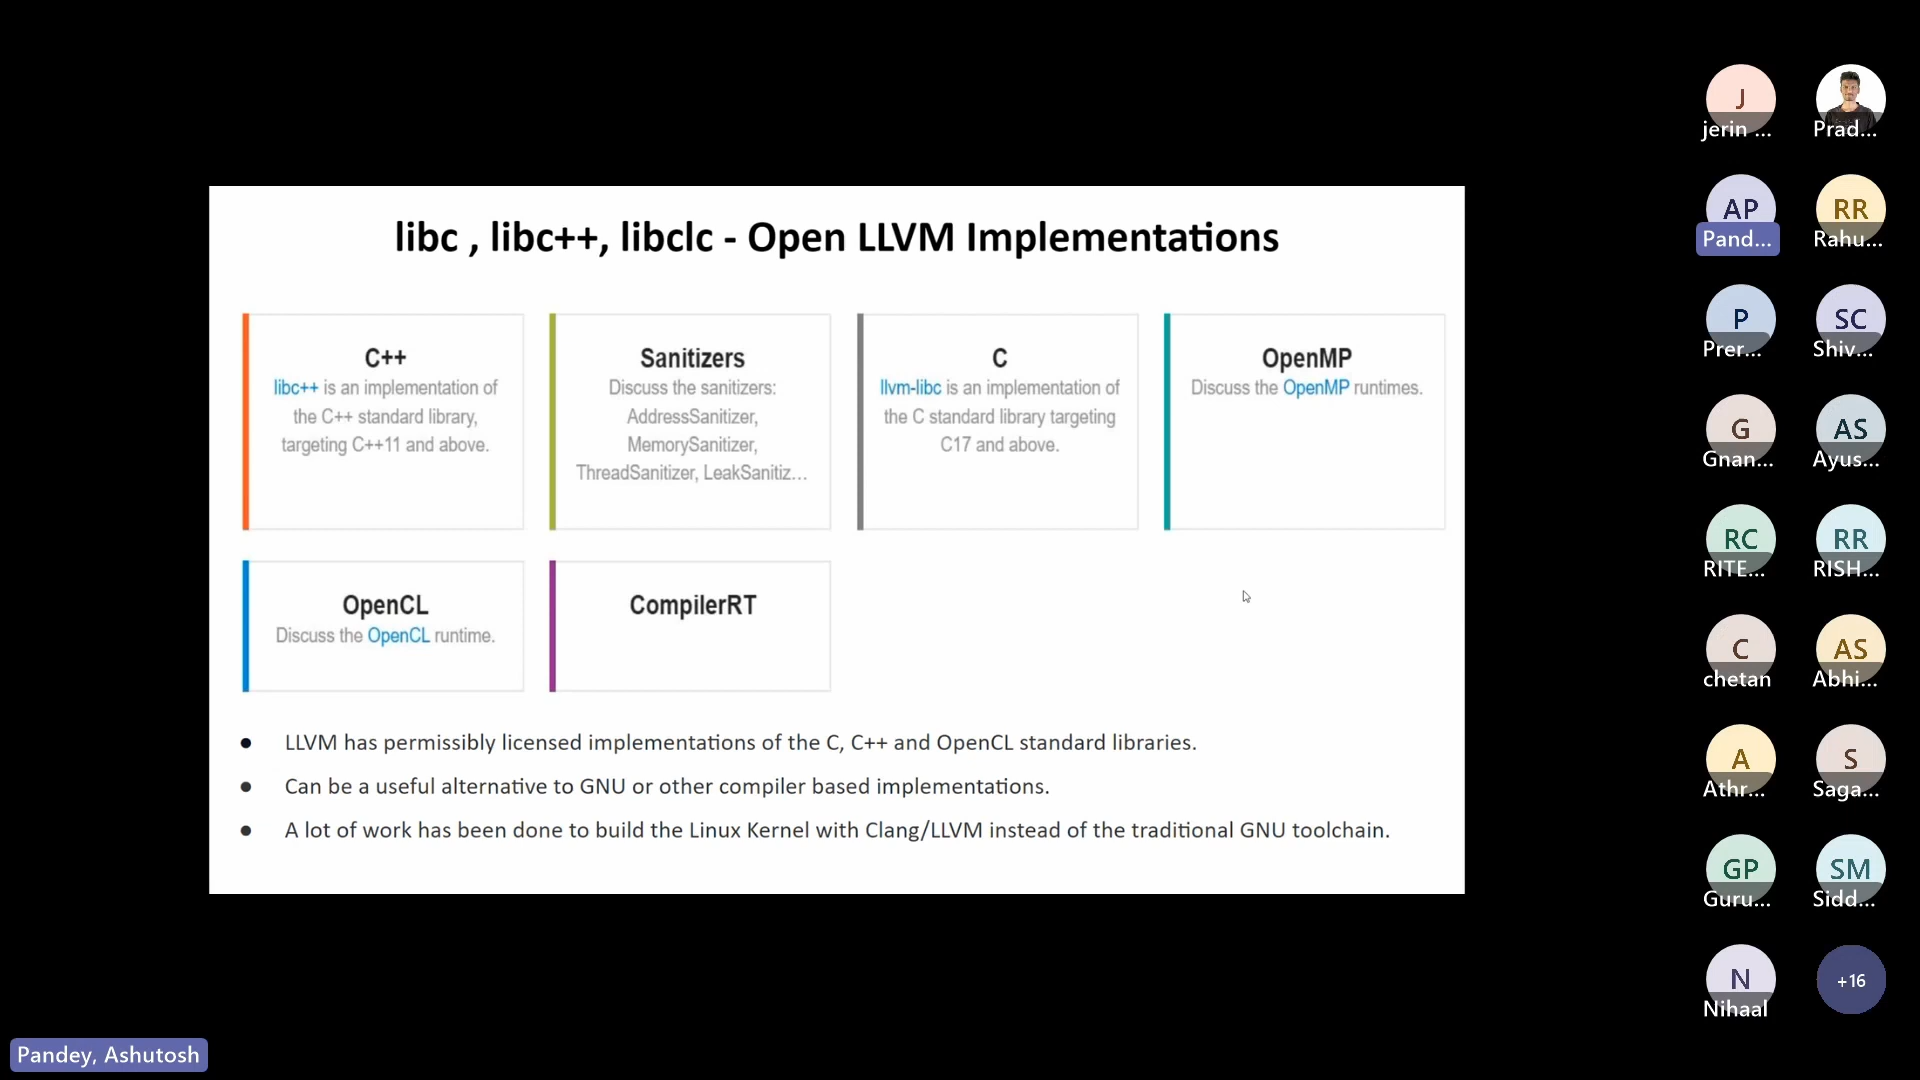 libc , libc++, libclc - Open LLVM Implementations
C++
libc++ is an implementation of
the C++ standard library,
targeting C++11 and above.
Sanitizers
Discuss the sanitizers:
AddressSanitizer,
MemorySanitizer,
ThreadSanitizer, LeakSanitiz...
C
llvm-libc is an implementation of
the C standard library targeting
C17 and above.
OpenMP
Discuss the OpenMP runtimes.
OpenCL
Discuss the OpenCL runtime.
CompilerRT
● LLVM has permissibly licensed implementations of the C, C++ and OpenCL standard libraries.
● Can be a useful alternative to GNU or other compiler based implementations.
● A lot of work has been done to build the Linux Kernel with Clang/LLVM instead of the traditional GNU toolchain.
J
jerin ...
Prad...
AP
Pand...
RR
Rahu...
P
Prer...
SC
Shiv...
G
Gnan...
AS
Ayus...
RC
RITE...
RR
RISH...
C
chetan
AS
Abhi...
A
Athr...
S
Saga...
GP
Guru...
SM
Sidd...
N
Nihaal
+16
Pandey, Ashutosh